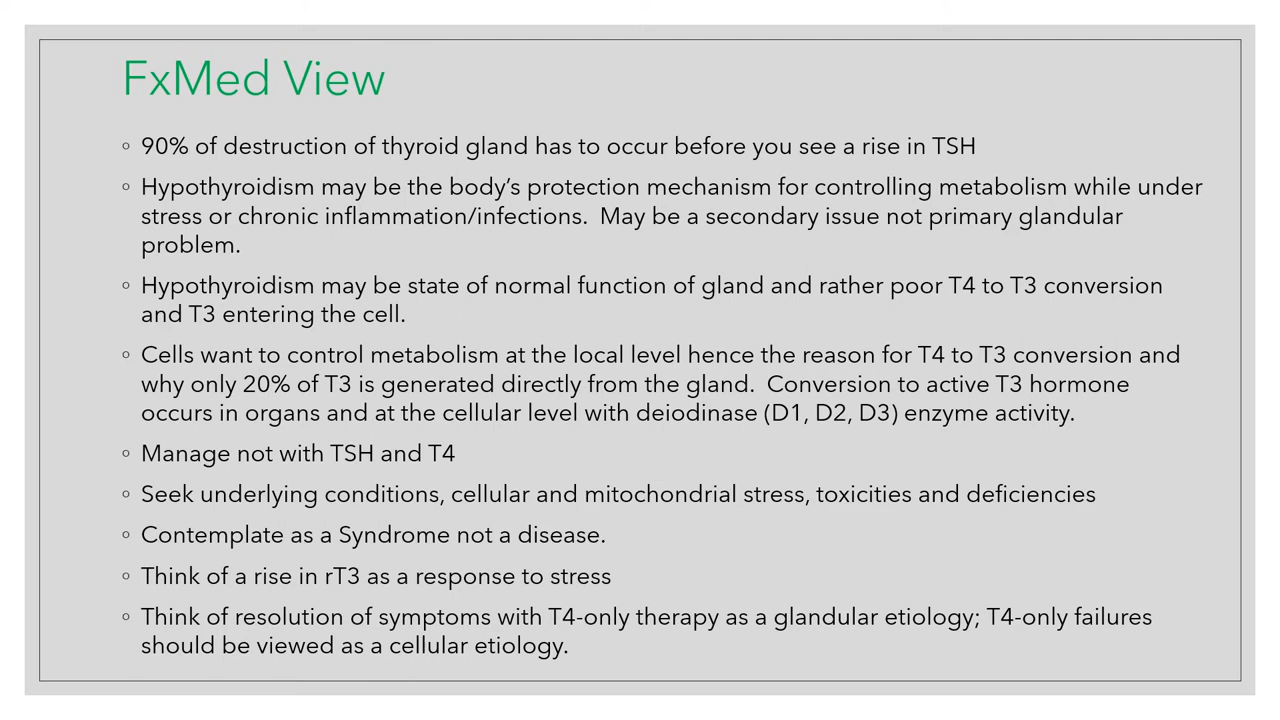 FxMed View
◦ 90% of destruction of thyroid gland has to occur before you see a rise in TSH
◦ Hypothyroidism may be the body’s protection mechanism for controlling metabolism while under
stress or chronic inflammation/infections.  May be a secondary issue not primary glandular
problem.
◦ Hypothyroidism may be state of normal function of gland and rather poor T4 to T3 conversion
and T3 entering the cell.
◦ Cells want to control metabolism at the local level hence the reason for T4 to T3 conversion and
why only 20% of T3 is generated directly from the gland.  Conversion to active T3 hormone
occurs in organs and at the cellular level with deiodinase (D1, D2, D3) enzyme activity.
◦ Manage not with TSH and T4
◦ Seek underlying conditions, cellular and mitochondrial stress, toxicities and deficiencies
◦ Contemplate as a Syndrome not a disease.
◦ Think of a rise in rT3 as a response to stress
◦ Think of resolution of symptoms with T4-only therapy as a glandular etiology; T4-only failures
should be viewed as a cellular etiology.